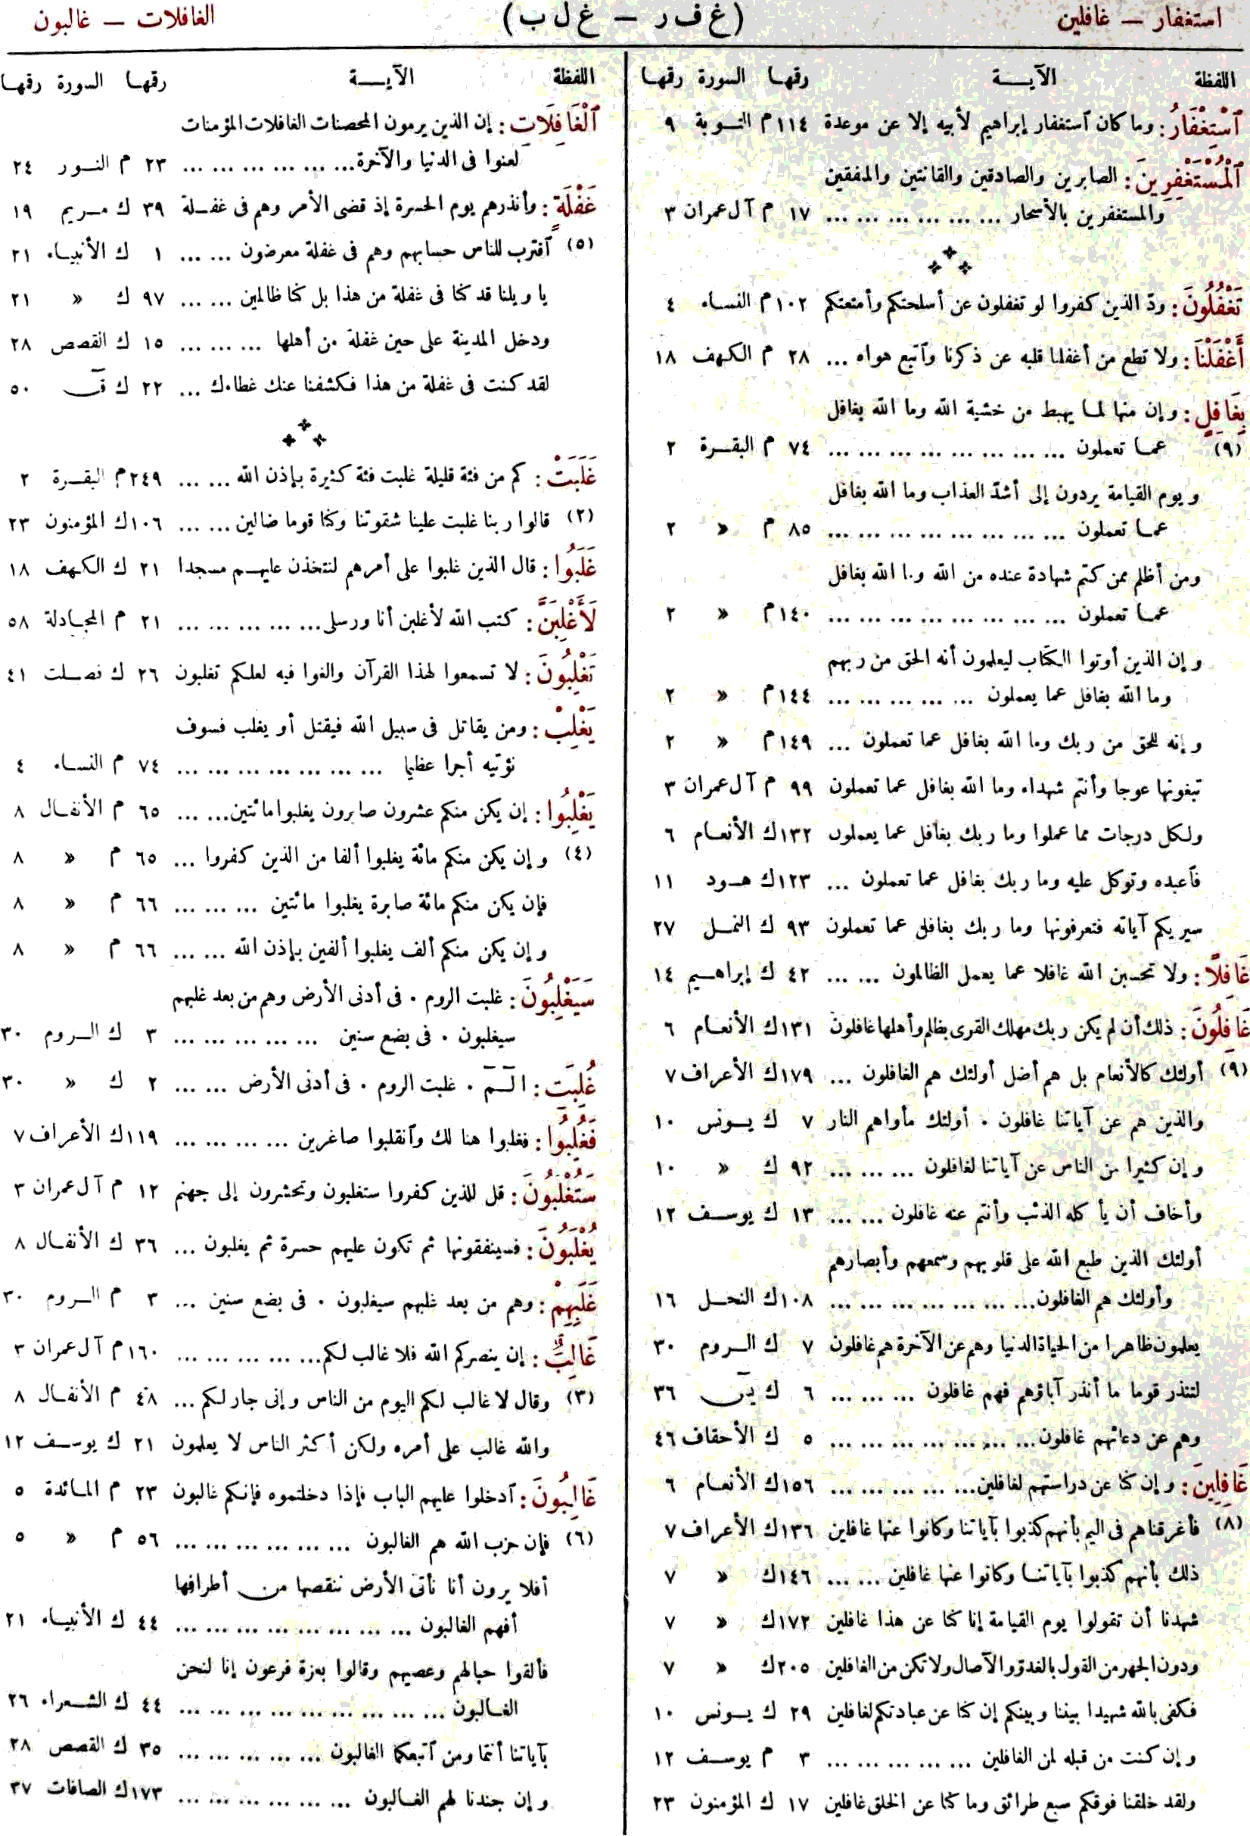 استغفار — غافلين
(غ ف ر — غ ل ب)
الغافلات — غالبون
اللفظة الآيـــة رقمها السورة رقمها
ٱسْتِغْفَارُ: وما كان ٱستغفار إبراهيم لأبيه إلا عن موعدة ١١٤ م التوبة ٩
ٱلْمُسْتَغْفِرِينَ: الصابرين والصادقين والقانتين والمنفقين
والمستغفرين بالأسحار ... ... ... ... ... ... ١٧ م آل عمران ٣
تَغْفُلُونَ: ودّ الذين كفروا لو تغفلون عن أسلحتكم وأمتعتكم ١٠٢ م النساء ٤
أَغْفَلْنَا: ولا تطع من أغفلنا قلبه عن ذكرنا وٱتبع هواه ... ٢٨ م الكهف ١٨
بِغَافِلٍ: وإن منها لما يهبط من خشية الله وما الله بغافل
(٩) عما تعملون ... ... ... ... ... ... ... ... ٧٤ م البقرة ٢
ويوم القيامة يردون إلى أشدّ العذاب وما الله بغافل
عما تعملون ... ... ... ... ... ... ... ... ٨٥ م » ٢
ومن أظلم ممن كتم شهادة عنده من الله وما الله بغافل
عما تعملون ... ... ... ... ... ... ... ... ١٤٠ م » ٢
وإن الذين أوتوا الكتاب ليعلمون أنه الحق من ربهم
وما الله بغافل عما يعملون ... ... ... ... ... ١٤٤ م » ٢
وإنه للحق من ربك وما الله بغافل عما تعملون ... ١٤٩ م » ٢
تبغونها عوجا وأنتم شهداء وما الله بغافل عما تعملون ٩٩ م آل عمران ٣
ولكل درجات مما عملوا وما ربك بغافل عما يعملون ١٣٢ ك الأنعام ٦
فٱعبده وتوكل عليه وما ربك بغافل عما تعملون ... ١٢٣ ك هود ١١
سيريكم آياته فتعرفونها وما ربك بغافل عما تعملون ٩٣ ك النمل ٢٧
غَافِلًا: ولا تحسبن الله غافلا عما يعمل الظالمون ... ... ٤٢ ك إبراهيم ١٤
غَافِلُونَ: ذلك أن لم يكن ربك مهلك القرى بظلم وأهلها غافلون ١٣١ ك الأنعام ٦
(٩) أولئك كالأنعام بل هم أضل أولئك هم الغافلون ... ١٧٩ ك الأعراف ٧
والذين هم عن آياتنا غافلون . أولئك مأواهم النار ٧ ك يونس ١٠
وإن كثيرا من الناس عن آياتنا لغافلون ... ... ... ٩٢ ك » ١٠
وأخاف أن يأكله الذئب وأنتم عنه غافلون ... ... ١٣ ك يوسف ١٢
أولئك الذين طبع الله على قلوبهم وسمعهم وأبصارهم
وأولئك هم الغافلون ... ... ... ... ... ... ... ١٠٨ ك النحل ١٦
يعلمون ظاهرا من الحياة الدنيا وهم عن الآخرة هم غافلون ٧ ك الروم ٣٠
لتنذر قوما ما أنذر آباؤهم فهم غافلون ... ... ... ٦ ك يسٓ ٣٦
وهم عن دعائهم غافلون ... ... ... ... ... ... ... ٥ ك الأحقاف ٤٦
غَافِلِينَ: وإن كنا عن دراستهم لغافلين ... ... ... ... ... ١٥٦ ك الأنعام ٦
(٨) فأغرقناهم في اليم بأنهم كذبوا بآياتنا وكانوا عنها غافلين ١٣٦ ك الأعراف ٧
ذلك بأنهم كذبوا بآياتنا وكانوا عنها غافلين ... ... ١٤٦ ك » ٧
شهدنا أن تقولوا يوم القيامة إنا كنا عن هذا غافلين ١٧٢ ك » ٧
ودون الجهر من القول بالغدوّ والآصال ولا تكن من الغافلين ٢٠٥ ك » ٧
فكفى بالله شهيدا بيننا وبينكم إن كنا عن عبادتكم لغافلين ٢٩ ك يونس ١٠
وإن كنت من قبله لمن الغافلين ... ... ... ... ... ٣ م يوسف ١٢
ولقد خلقنا فوقكم سبع طرائق وما كنا عن الخلق غافلين ١٧ ك المؤمنون ٢٣
اللفظة الآيـــة رقمها السورة رقمها
ٱلْغَافِلَاتِ: إن الذين يرمون المحصنات الغافلات المؤمنات
لعنوا في الدنيا والآخرة ... ... ... ... ... ... ٢٣ م النور ٢٤
غَفْلَةٍ: وأنذرهم يوم الحسرة إذ قضى الأمر وهم في غفلة ٣٩ ك مريم ١٩
(٥) ٱقترب للناس حسابهم وهم في غفلة معرضون ... ... ١ ك الأنبياء ٢١
يا ويلنا قد كنا في غفلة من هذا بل كنا ظالمين ... ... ٩٧ ك » ٢١
ودخل المدينة على حين غفلة من أهلها ... ... ... ١٥ ك القصص ٢٨
لقد كنت في غفلة من هذا فكشفنا عنك غطاءك ... ٢٢ ك قٓ ٥٠
غَلَبَتْ: كم من فئة قليلة غلبت فئة كثيرة بإذن الله ... ... ٢٤٩ م البقرة ٢
(٢) قالوا ربنا غلبت علينا شقوتنا وكنا قوما ضالين ... ... ١٠٦ ك المؤمنون ٢٣
غَلَبُوا: قال الذين غلبوا على أمرهم لنتخذن عليهم مسجدا ٢١ ك الكهف ١٨
لَأَغْلِبَنَّ: كتب الله لأغلبن أنا ورسلى ... ... ... ... ... ٢١ م المجادلة ٥٨
تَغْلِبُونَ: لا تسمعوا لهذا القرآن والغوا فيه لعلكم تغلبون ٢٦ ك فصلت ٤١
يَغْلِبْ: ومن يقاتل في سبيل الله فيقتل أو يغلب فسوف
نؤتيه أجرا عظيما ... ... ... ... ... ... ... ٧٤ م النساء ٤
يَغْلِبُوا: إن يكن منكم عشرون صابرون يغلبوا مائتين ... ... ٦٥ م الأنفال ٨
(٤) وإن يكن منكم مائة يغلبوا ألفا من الذين كفروا ... ٦٥ م » ٨
فإن يكن منكم مائة صابرة يغلبوا مائتين ... ... ... ٦٦ م » ٨
وإن يكن منكم ألف يغلبوا ألفين بإذن الله ... ... ٦٦ م » ٨
سَيَغْلِبُونَ: غلبت الروم . في أدنى الأرض وهم من بعد غلبهم
سيغلبون . في بضع سنين ... ... ... ... ... ٣ ك الروم ٣٠
غُلِبَتِ: الٓمٓ . غلبت الروم . في أدنى الأرض ... ... ٢ ك » ٣٠
فَغُلِبُوا: فغلبوا هنا لك وٱنقلبوا صاغرين ... ... ... ... ١١٩ ك الأعراف ٧
سَتُغْلَبُونَ: قل للذين كفروا ستغلبون وتحشرون إلى جهنم ١٢ م آل عمران ٣
يُغْلَبُونَ: فسينفقونها ثم تكون عليهم حسرة ثم يغلبون ... ٣٦ ك الأنفال ٨
غَلَبِهِمْ: وهم من بعد غلبهم سيغلبون . في بضع سنين ... ٣ م الروم ٣٠
غَالِبٌ: إن ينصركم الله فلا غالب لكم ... ... ... ... ... ١٦٠ م آل عمران ٣
(٣) وقال لا غالب لكم اليوم من الناس وإنى جار لكم ... ٤٨ م الأنفال ٨
والله غالب على أمره ولكن أكثر الناس لا يعلمون ٢١ ك يوسف ١٢
غَالِبُونَ: ٱدخلوا عليهم الباب فإذا دخلتموه فإنكم غالبون ٢٣ م المائدة ٥
(٦) فإن حزب الله هم الغالبون ... ... ... ... ... ... ٥٦ م » ٥
أفلا يرون أنا نأتى الأرض ننقصها من أطرافها
أفهم الغالبون ... ... ... ... ... ... ... ... ٤٤ ك الأنبياء ٢١
فألقوا حبالهم وعصيهم وقالوا بعزة فرعون إنا لنحن
الغالبون ... ... ... ... ... ... ... ... ... ٤٤ ك الشعراء ٢٦
بآياتنا أنتما ومن ٱتبعكما الغالبون ... ... ... ... ... ٣٥ ك القصص ٢٨
وإن جندنا لهم الغالبون ... ... ... ... ... ... ١٧٣ ك الصافات ٣٧